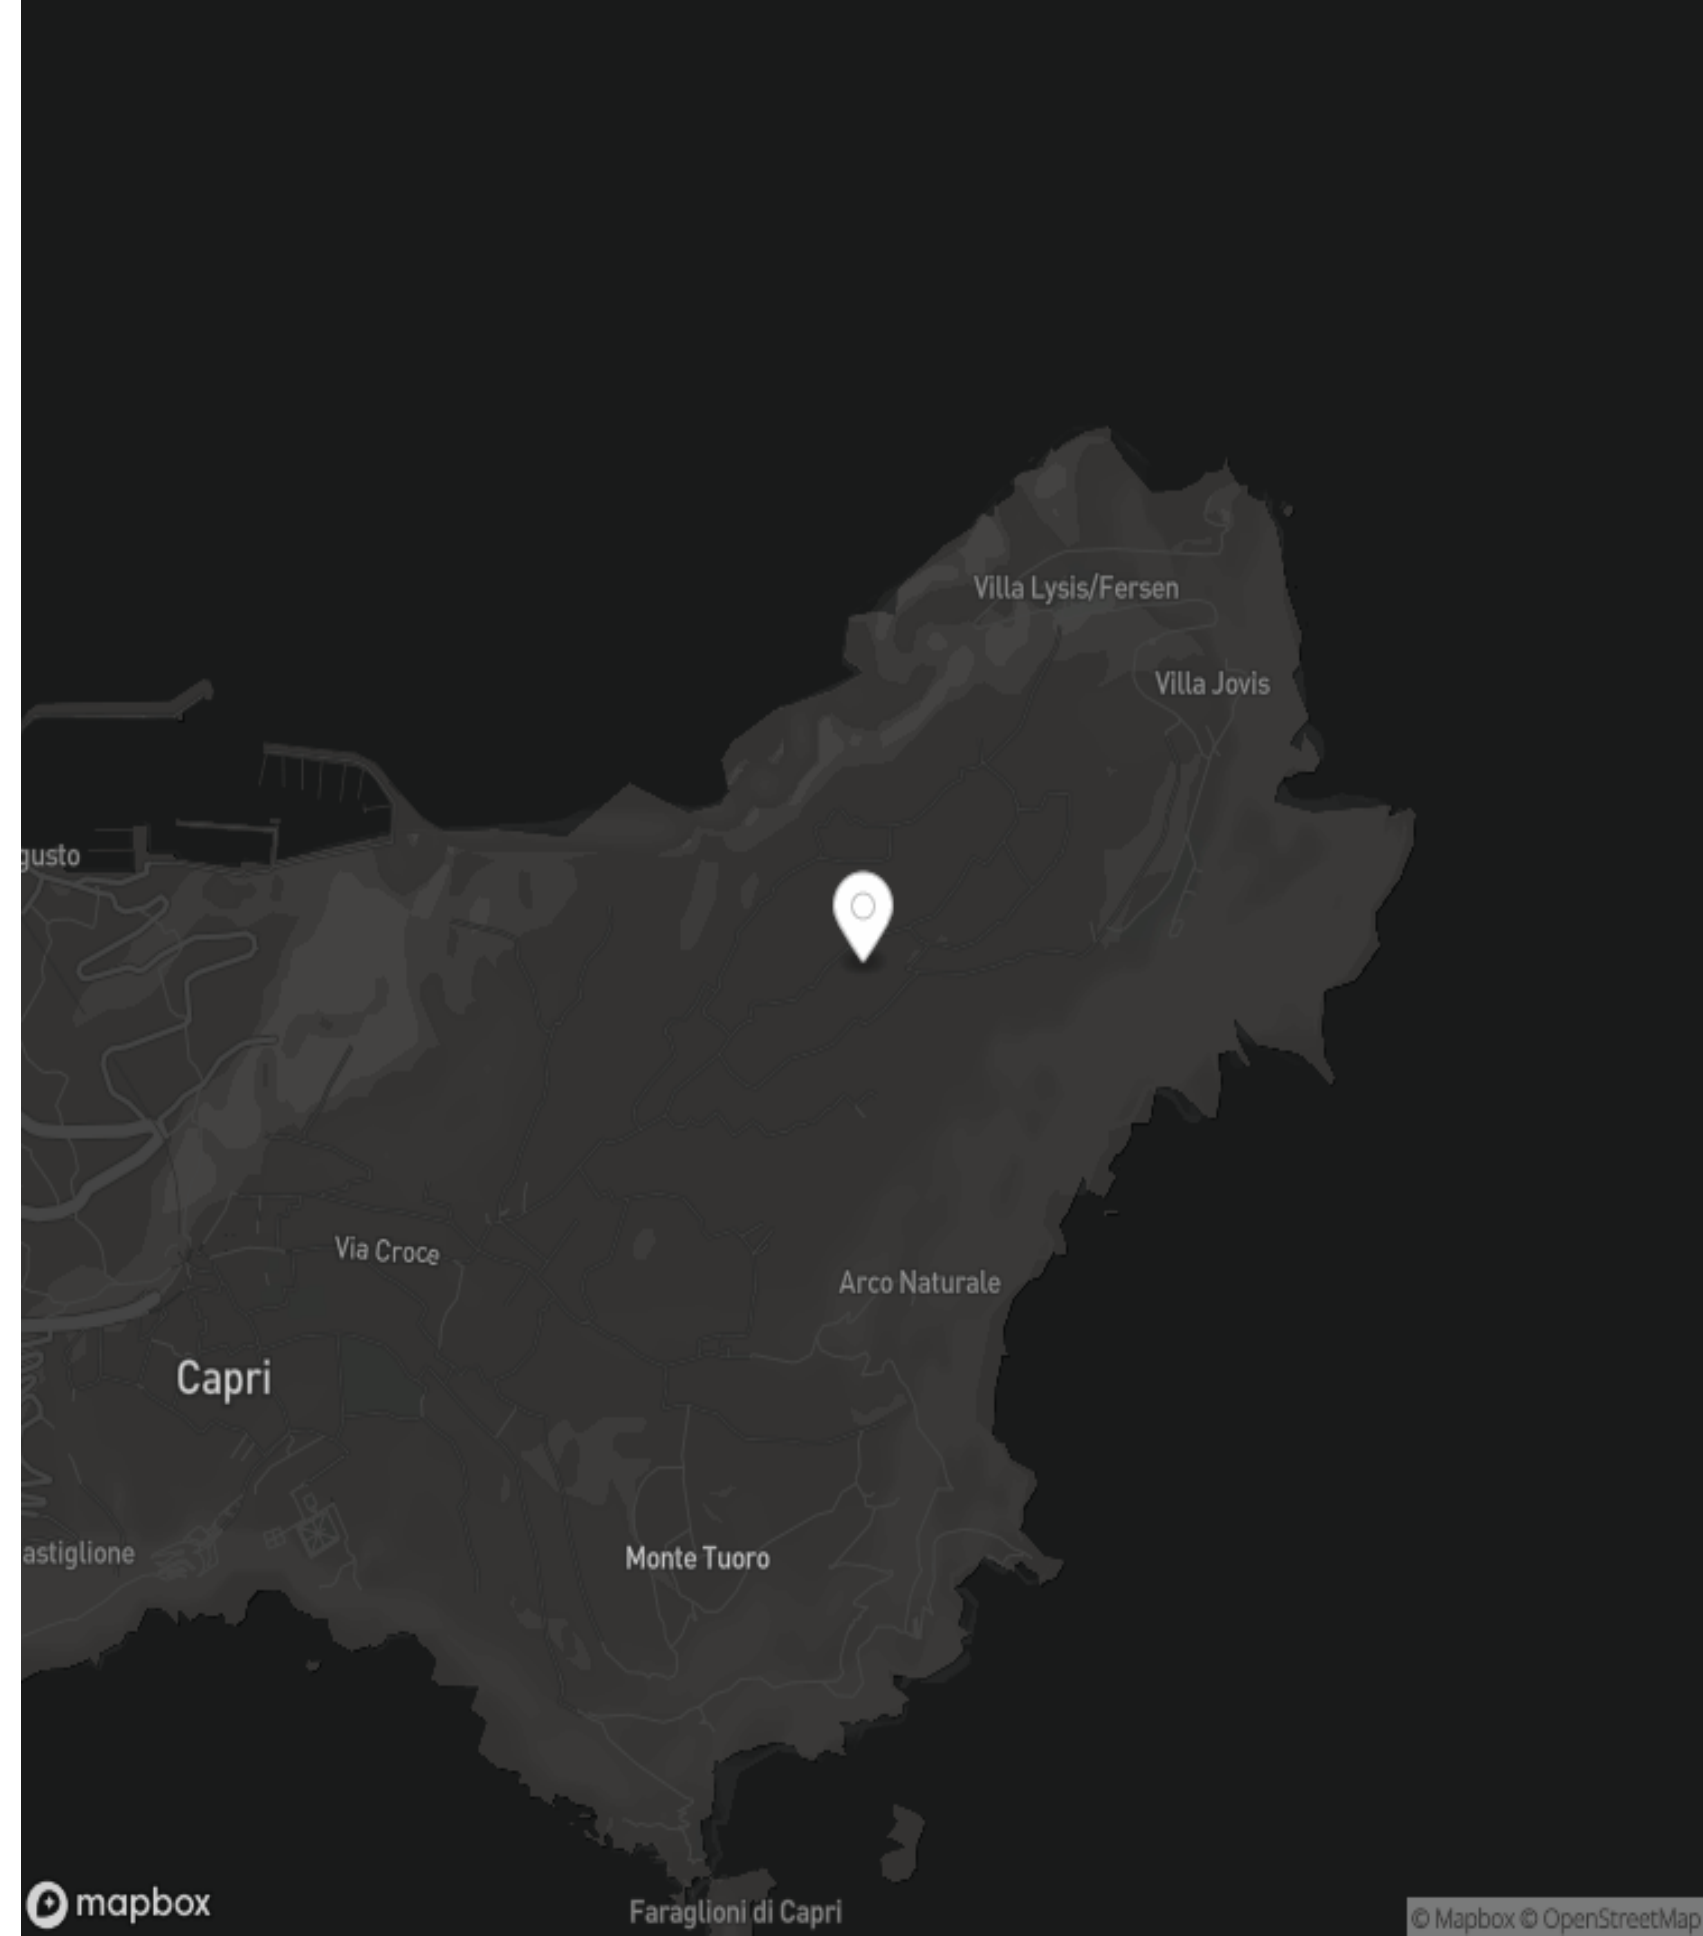 Villa Lysis/Fersen
Villa Jovis
gusto
Via Croce
Arco Naturale
Capri
astiglione
Monte Tuoro
mapbox
Faraglioni di Capri
© Mapbox © OpenStreetMap